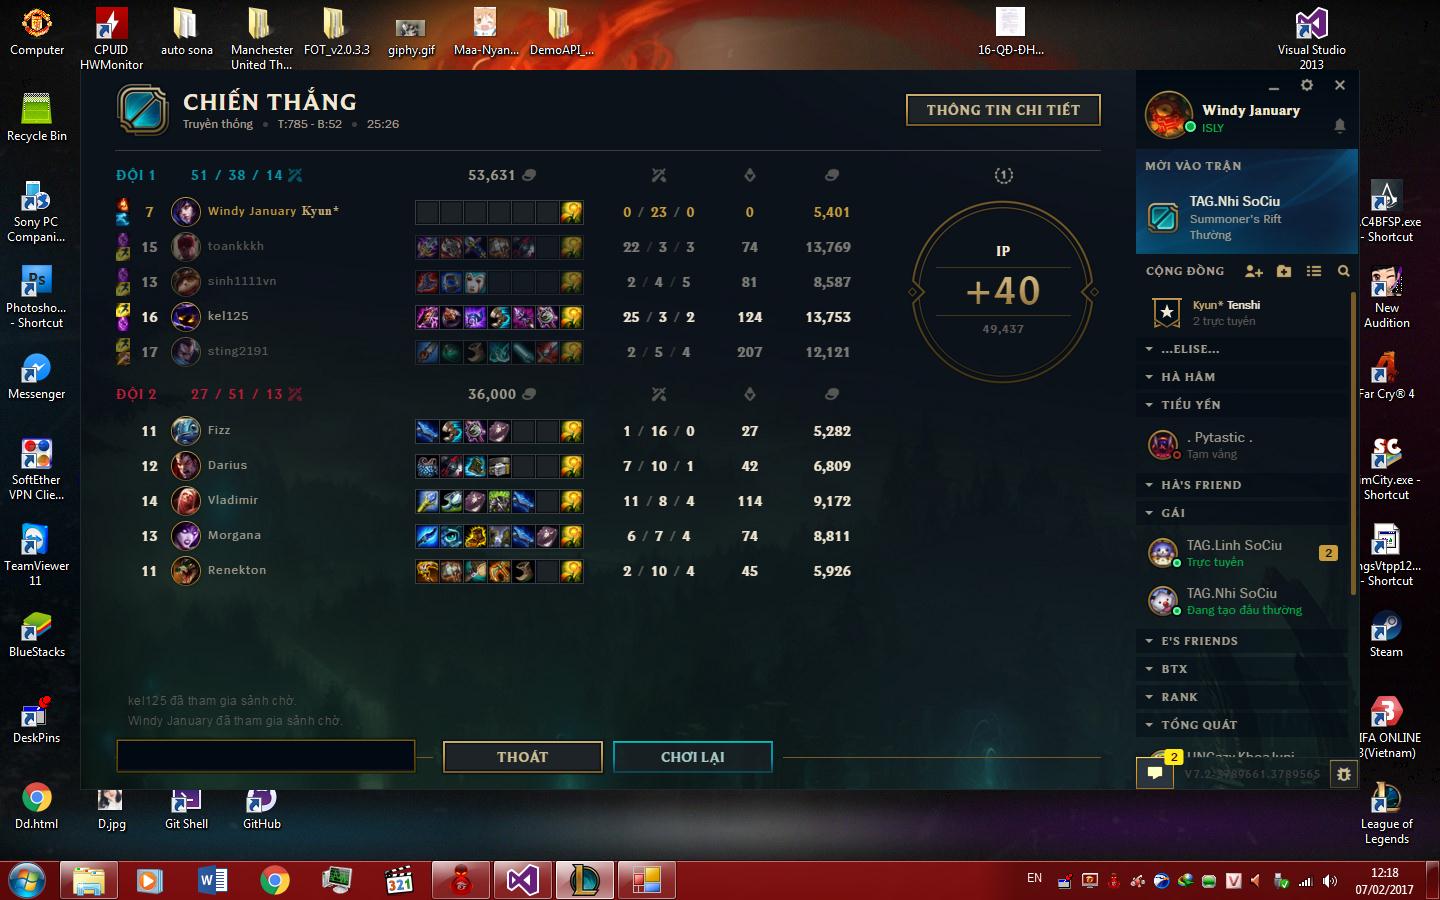 Computer
CPUID
HWMonitor
auto sona
Manchester
United Th...
FOT_v2.0.3.3
giphy.gif
Maa-Nyan...
DemoAPI_...
16-QĐ-ĐH...
Visual Studio
2013
Recycle Bin
Sony PC
Compani...
Photosho...
- Shortcut
Messenger
SoftEther
VPN Clie...
TeamViewer
11
BlueStacks
DeskPins
Dd.html
D.jpg
Git Shell
GitHub
CHIẾN THẮNG
Truyền thống • T:785 - B:52 • 25:26
THÔNG TIN CHI TIẾT
ĐỘI 1 51 / 38 / 14 53,631
7 Windy January Kyun* 0 / 23 / 0 0 5,401
15 toankkkh 22 / 3 / 3 74 13,769
13 sinh1111vn 2 / 4 / 5 81 8,587
16 kel125 25 / 3 / 2 124 13,753
17 sting2191 2 / 5 / 4 207 12,121
1
IP
+40
49,437
ĐỘI 2 27 / 51 / 13 36,000
11 Fizz 1 / 16 / 0 27 5,282
12 Darius 7 / 10 / 1 42 6,809
14 Vladimir 11 / 8 / 4 114 9,172
13 Morgana 6 / 7 / 4 74 8,811
11 Renekton 2 / 10 / 4 45 5,926
kel125 đã tham gia sảnh chờ.
Windy January đã tham gia sảnh chờ.
THOÁT
CHƠI LẠI
Windy January
ISLY
MỜI VÀO TRẬN
TAG.Nhi SoCiu
Summoner's Rift
Thường
CỘNG ĐỒNG
Kyun* Tenshi
2 trực tuyến
...ELISE...
HÀ HÂM
TIỂU YẾN
. Pytastic .
Tạm vắng
HÀ'S FRIEND
GÁI
TAG.Linh SoCiu
Trực tuyến
2
TAG.Nhi SoCiu
Đang tạo đấu thường
E'S FRIENDS
BTX
RANK
TỔNG QUÁT
2
V7.2-3789661.3789565
AC4BFSP.exe
- Shortcut
New
Audition
Far Cry® 4
SC
imCity.exe -
Shortcut
ngsVtpp12...
- Shortcut
Steam
IFA ONLINE
3(Vietnam)
League of
Legends
321
EN
12:18
07/02/2017